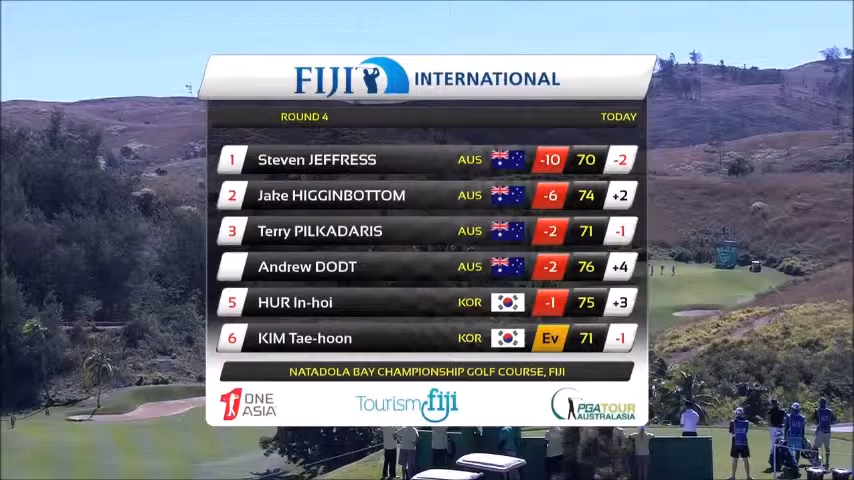 FIJI INTERNATIONAL
ROUND 4 TODAY
1 Steven JEFFRESS AUS -10 70 -2
2 Jake HIGGINBOTTOM AUS -6 74 +2
3 Terry PILKADARIS AUS -2 71 -1
Andrew DODT AUS -2 76 +4
5 HUR In-hoi KOR -1 75 +3
6 KIM Tae-hoon KOR Ev 71 -1
NATADOLA BAY CHAMPIONSHIP GOLF COURSE, FIJI
1 ONE ASIA
Tourism fiji
PGA TOUR AUSTRALASIA